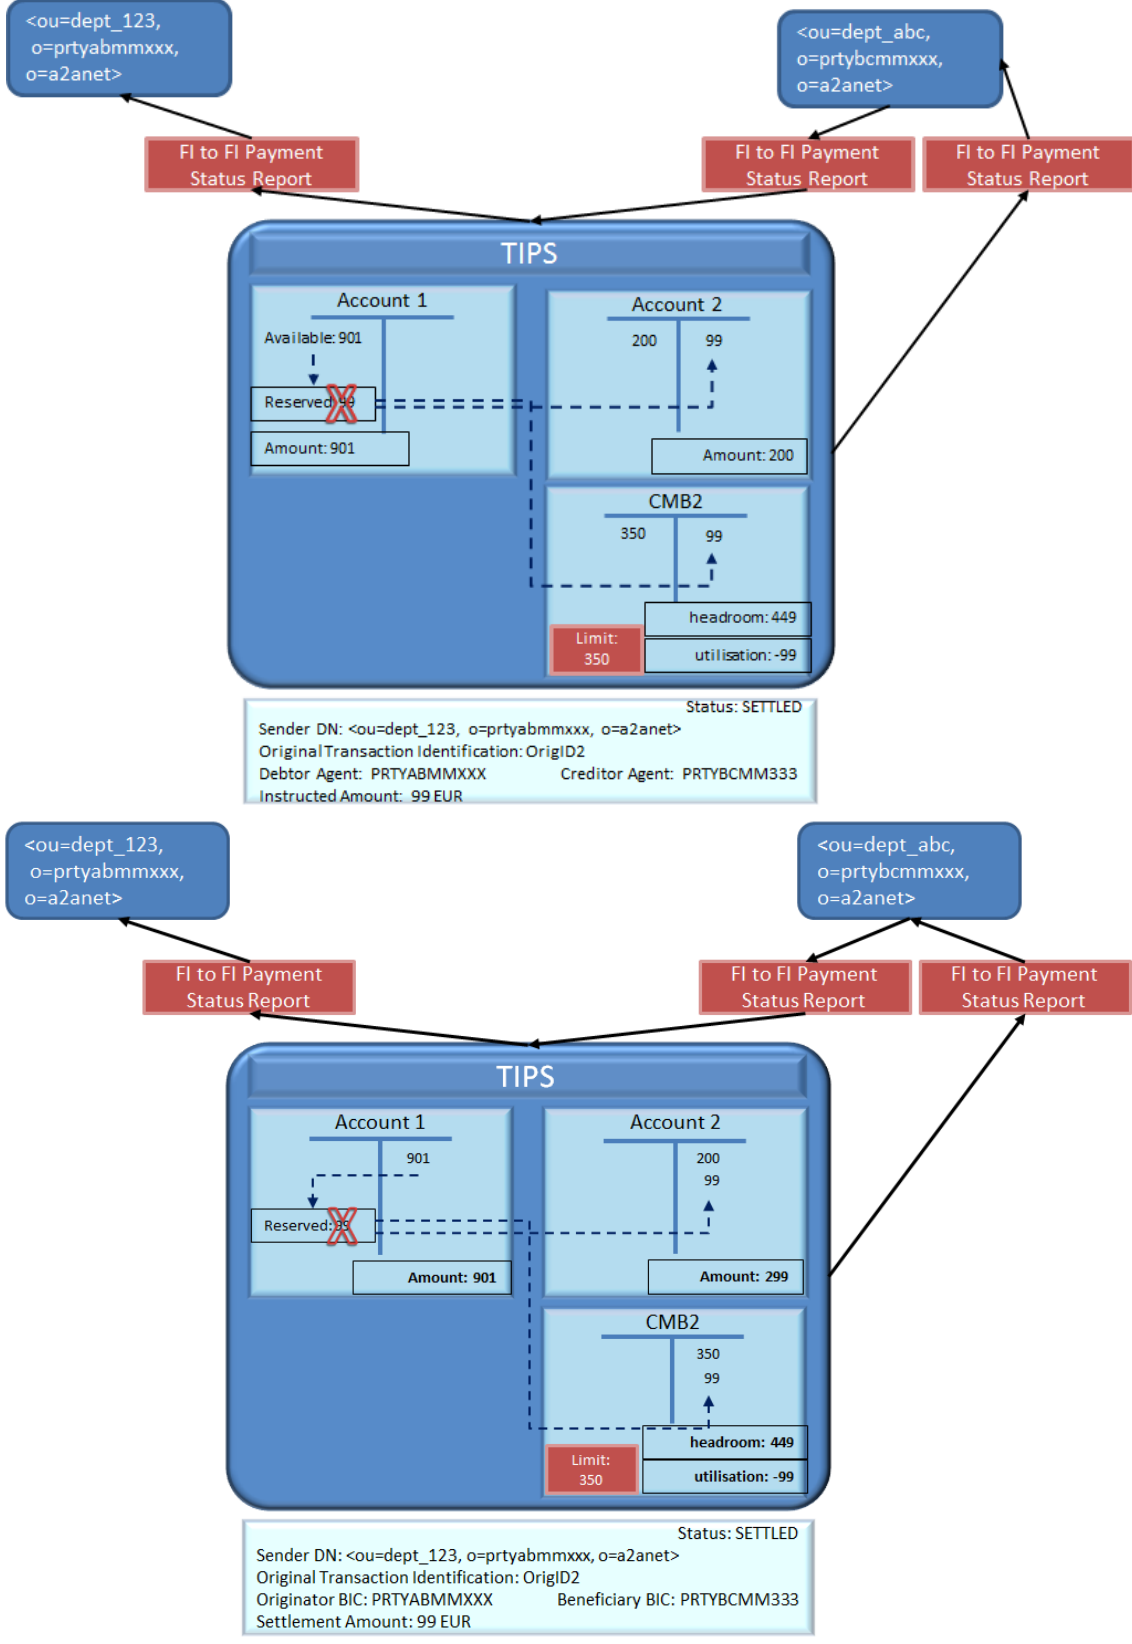 <ou=dept_123,
o=prtyabmmxxx,
o=a2anet>
<ou=dept_abc,
o=prtybcmmxxx,
o=a2anet>
FI to FI Payment
Status Report
FI to FI Payment
Status Report
FI to FI Payment
Status Report
TIPS
Account 1
Available: 901
Reserved: 99
Amount: 901
Account 2
200 99
Amount: 200
CMB2
350 99
headroom: 449
Limit:
350
utilisation: -99
Status: SETTLED
Sender DN: <ou=dept_123, o=prtyabmmxxx, o=a2anet>
Original Transaction Identification: OrigID2
Debtor Agent: PRTYABMMXXX Creditor Agent: PRTYBCMM333
Instructed Amount: 99 EUR
<ou=dept_123,
o=prtyabmmxxx,
o=a2anet>
<ou=dept_abc,
o=prtybcmmxxx,
o=a2anet>
FI to FI Payment
Status Report
FI to FI Payment
Status Report
FI to FI Payment
Status Report
TIPS
Account 1
901
Reserved: 99
Amount: 901
Account 2
200
99
Amount: 299
CMB2
350
99
headroom: 449
Limit:
350
utilisation: -99
Status: SETTLED
Sender DN: <ou=dept_123, o=prtyabmmxxx, o=a2anet>
Original Transaction Identification: OrigID2
Originator BIC: PRTYABMMXXX Beneficiary BIC: PRTYBCMM333
Settlement Amount: 99 EUR